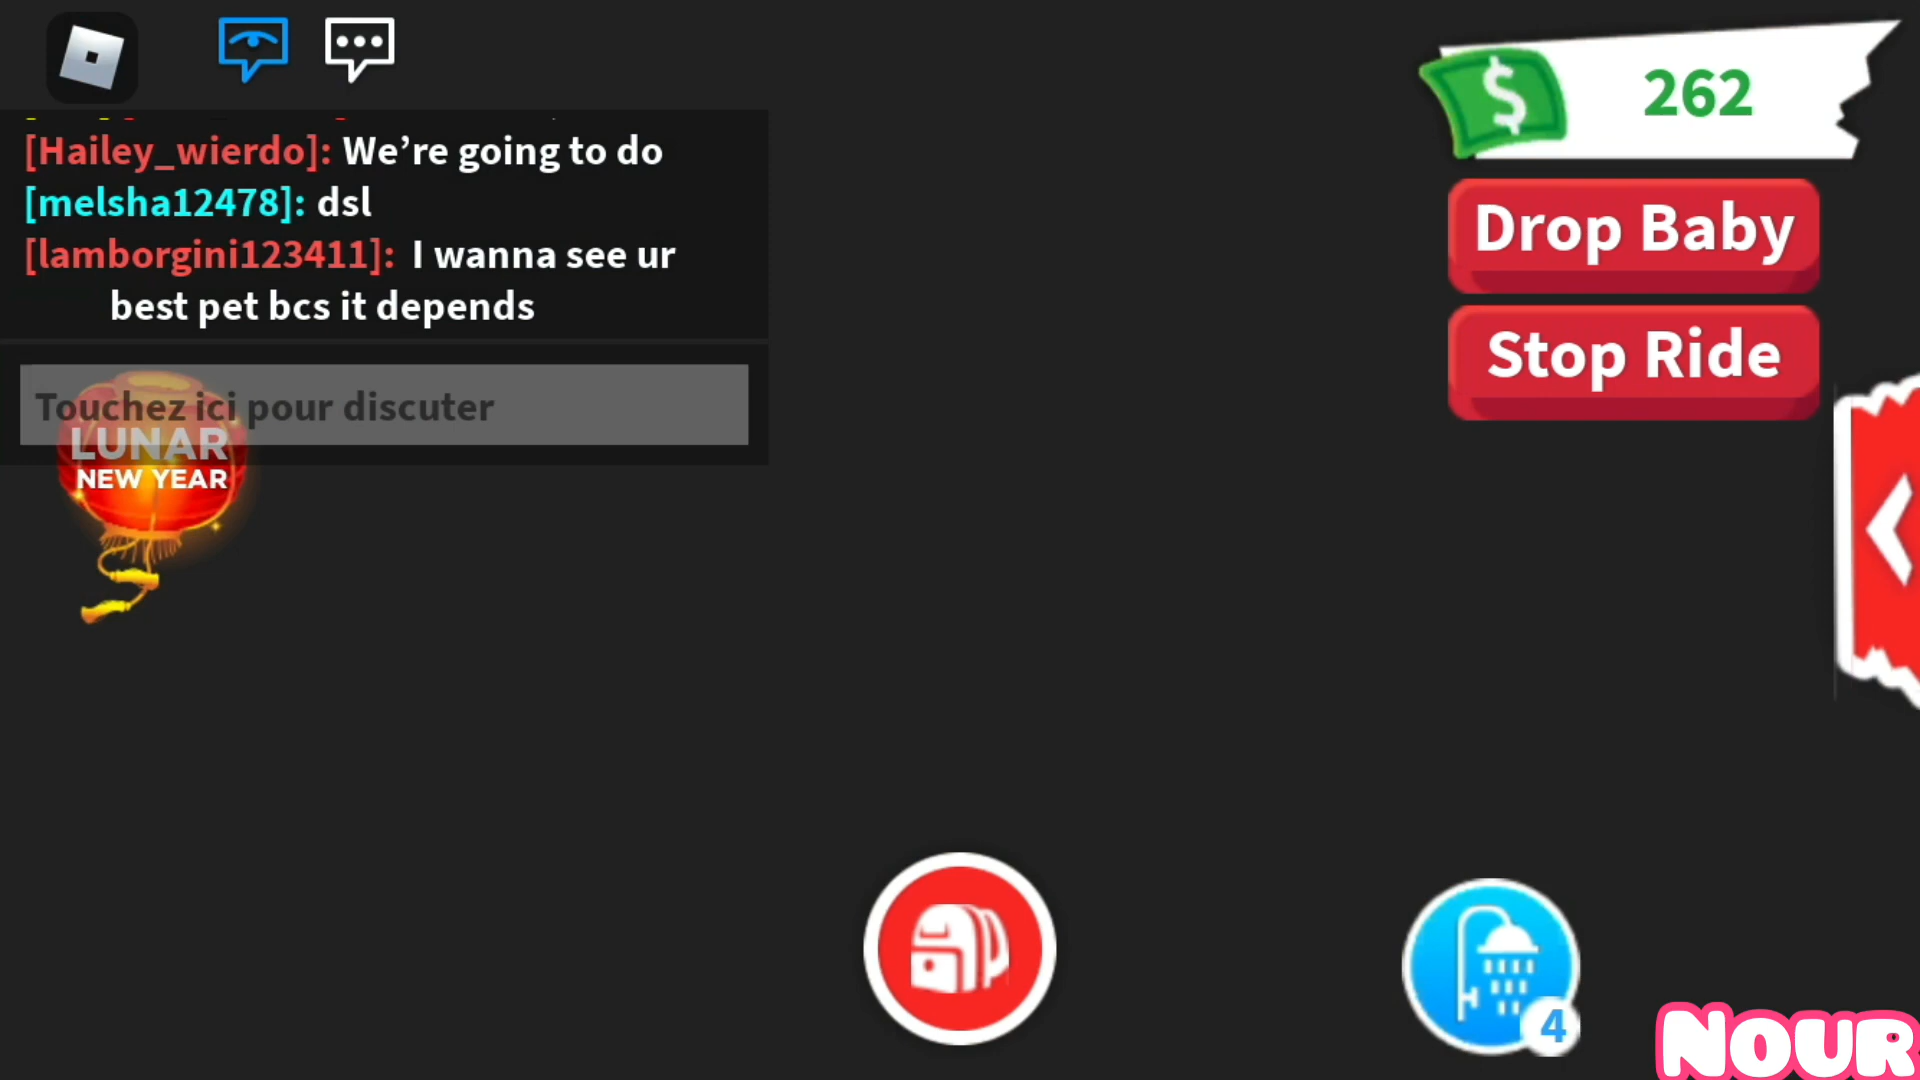 [Hailey_wierdo]: We’re going to do
[melsha12478]: dsl
[lamborgini123411]: I wanna see ur
best pet bcs it depends
Touchez ici pour discuter
LUNAR
NEW YEAR
262
Drop Baby
Stop Ride
4
NOUR